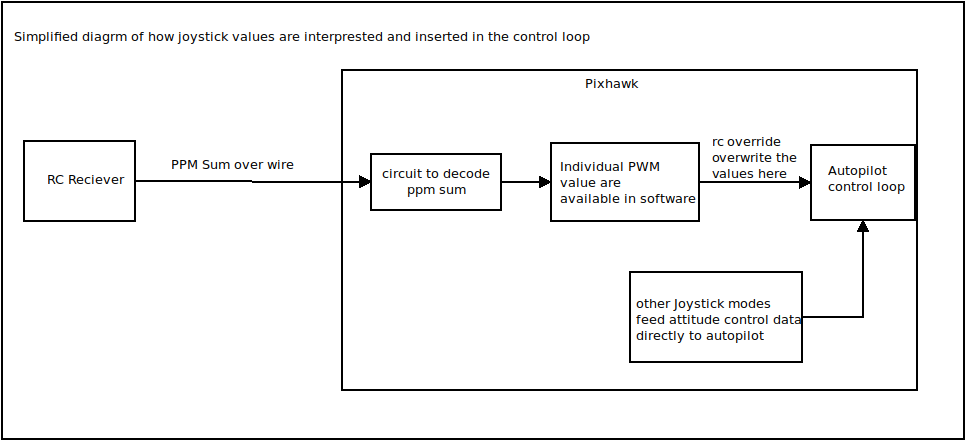 Simplified diagrm of how joystick values are interprested and inserted in the control loop
Pixhawk
RC Reciever
PPM Sum over wire
circuit to decode
ppm sum
Individual PWM
value are
available in software
rc override
overwrite the
values here
Autopilot
control loop
other Joystick modes
feed attitude control data
directly to autopilot